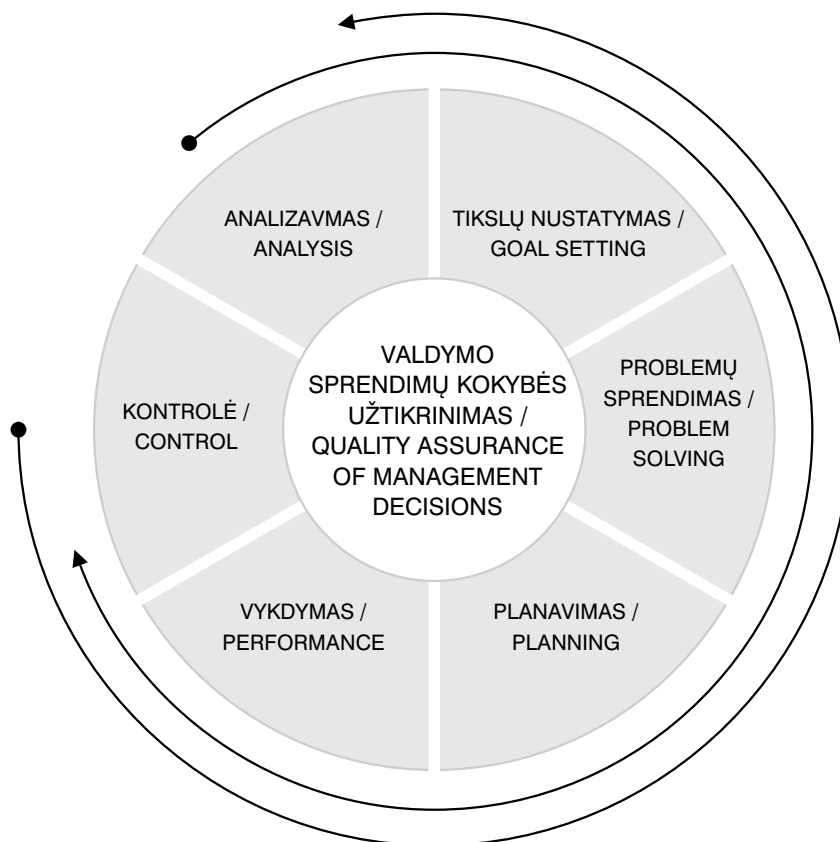 ANALIZAVMAS /
ANALYSIS
TIKSLŲ NUSTATYMAS /
GOAL SETTING
PROBLEMŲ
SPRENDIMAS /
PROBLEM
SOLVING
PLANAVIMAS /
PLANNING
VYKDYMAS /
PERFORMANCE
KONTROLĖ /
CONTROL
VALDYMO
SPRENDIMŲ KOKYBĖS
UŽTIKRINIMAS /
QUALITY ASSURANCE
OF MANAGEMENT
DECISIONS